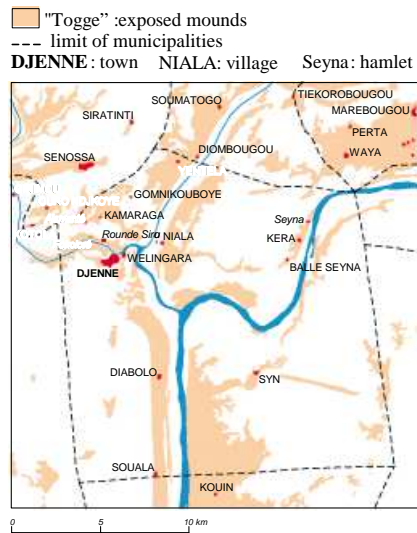 "Togge” :exposed mounds
limit of municipalities
DJENNE : town NIALA: village Seyna: hamlet
TIEKOROBOUGOU
SOUMATOGO
MAREBOUGOU
SIRATINTI
PERTA
DIOMBOUGOU
WAYA
SENOSSA
GOMNIKOUBOYE
KAMARAGA
Seyna
Rounde Siru
NIALA
KERA
WELINGARA
DJENNE
BALLE SEYNA
DIABOLO
SYN
SOUALA
KOUIN
0 5 10 km